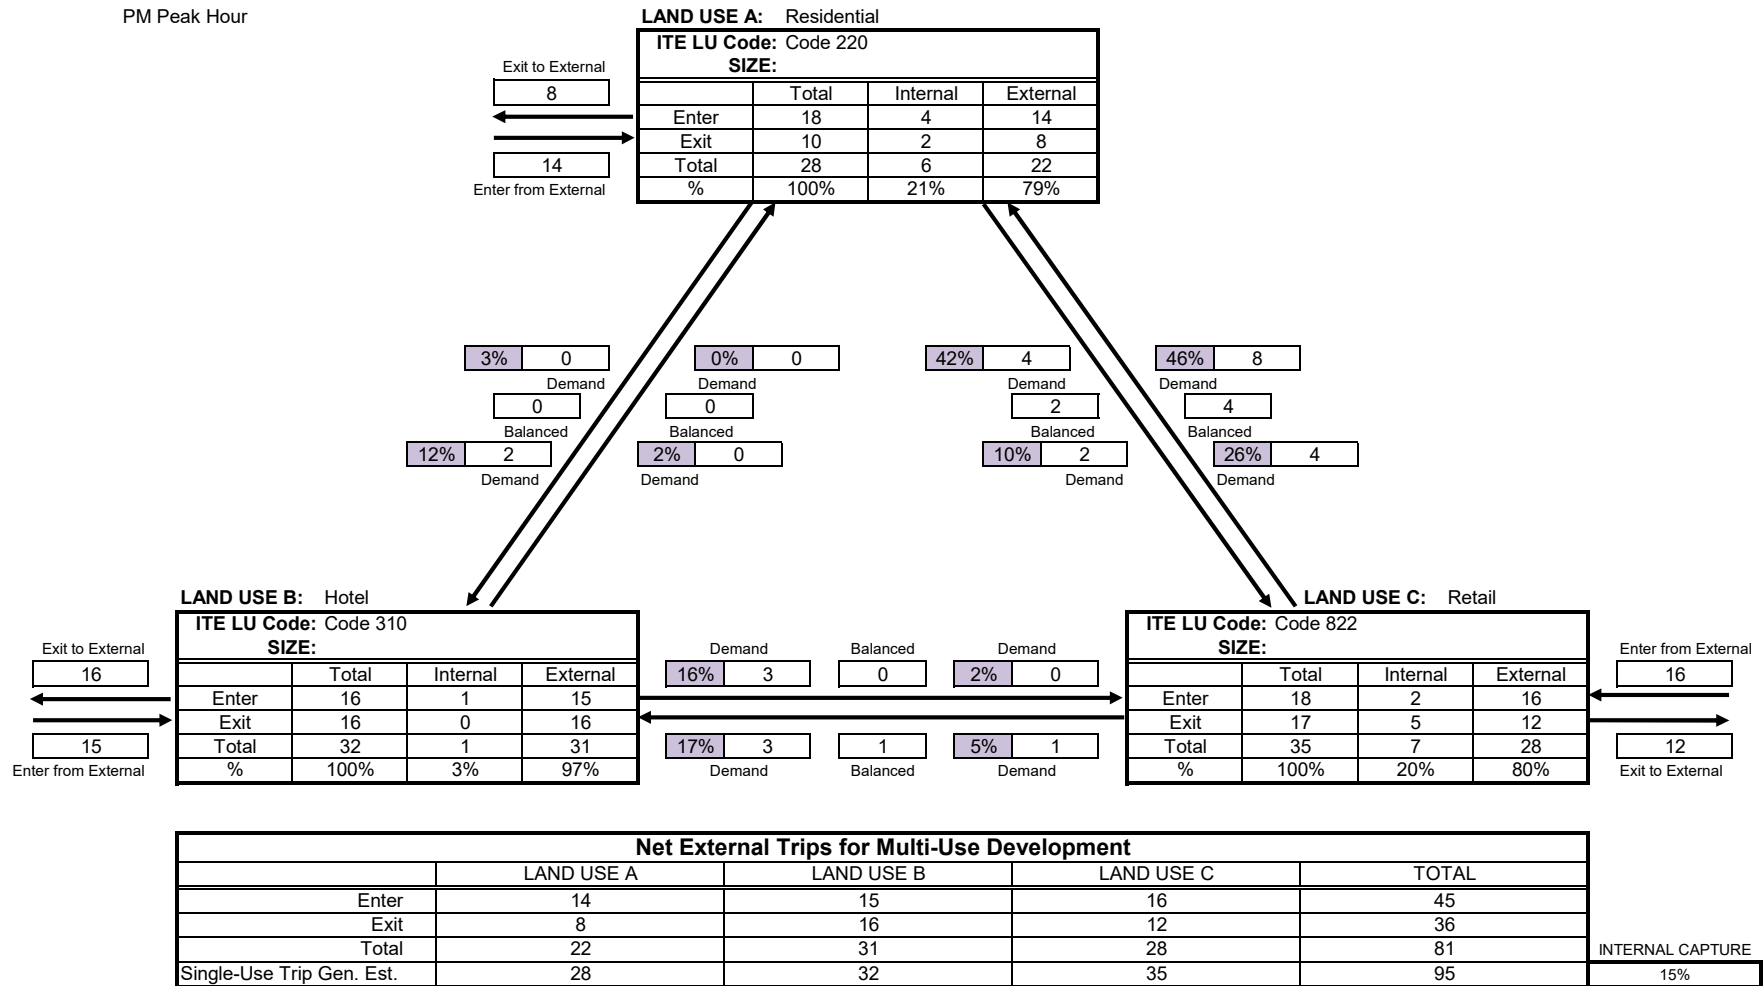 PM Peak Hour
LAND USE A: Residential
ITE LU Code: Code 220
SIZE:
Exit to External
8
Total Internal External
Enter 18 4 14
Exit 10 2 8
Total 28 6 22
% 100% 21% 79%
14
Enter from External
3% 0 0% 0 42% 4 46% 8
Demand Demand Demand Demand
0 0 2 4
Balanced Balanced Balanced Balanced
12% 2 2% 0 10% 2 26% 4
Demand Demand Demand Demand
LAND USE B: Hotel
ITE LU Code: Code 310
SIZE:
Exit to External
16
Total Internal External
Enter 16 1 15
Exit 16 0 16
Total 32 1 31
% 100% 3% 97%
15
Enter from External
Demand Balanced Demand
16% 3 0 2% 0
17% 3 1 5% 1
Demand Balanced Demand
LAND USE C: Retail
ITE LU Code: Code 822
SIZE:
Enter from External
16
Total Internal External
Enter 18 2 16
Exit 17 5 12
Total 35 7 28
% 100% 20% 80%
12
Exit to External
Net External Trips for Multi-Use Development
LAND USE A LAND USE B LAND USE C TOTAL
Enter 14 15 16 45
Exit 8 16 12 36
Total 22 31 28 81
INTERNAL CAPTURE
Single-Use Trip Gen. Est. 28 32 35 95 15%